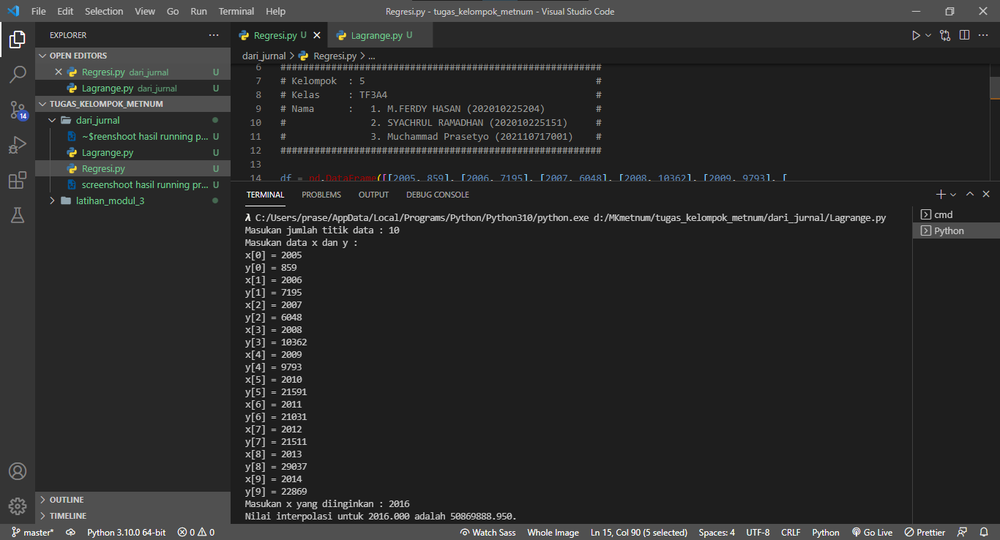 File Edit Selection View Go Run Terminal Help Regresi.py - tugas_kelompok_metnum - Visual Studio Code
EXPLORER
OPEN EDITORS
Regresi.py dari_jurnal U
Lagrange.py dari_jurnal U
TUGAS_KELOMPOK_METNUM
14
dari_jurnal
~$reenshoot hasil running p... U
Lagrange.py U
Regresi.py U
screenshoot hasil running pr... U
latihan_modul_3
OUTLINE
TIMELINE
Regresi.py U Lagrange.py U
dari_jurnal > Regresi.py > ...
6 #########################################################
7 # Kelompok : 5 #
8 # Kelas : TF3A4 #
9 # Nama : 1. M.FERDY HASAN (202010225204) #
10 # 2. SYACHRUL RAMADHAN (202010225151) #
11 # 3. Muchammad Prasetyo (202110717001) #
12 #########################################################
13
14 df = pd.DataFrame([[2005, 859], [2006, 7195], [2007, 6048], [2008, 10362], [2009, 9793], [
TERMINAL PROBLEMS OUTPUT DEBUG CONSOLE
cmd
Python
λ C:/Users/prase/AppData/Local/Programs/Python/Python310/python.exe d:/MKmetnum/tugas_kelompok_metnum/dari_jurnal/Lagrange.py
Masukan jumlah titik data : 10
Masukan data x dan y :
x[0] = 2005
y[0] = 859
x[1] = 2006
y[1] = 7195
x[2] = 2007
y[2] = 6048
x[3] = 2008
y[3] = 10362
x[4] = 2009
y[4] = 9793
x[5] = 2010
y[5] = 21591
x[6] = 2011
y[6] = 21031
x[7] = 2012
y[7] = 21511
x[8] = 2013
y[8] = 29037
x[9] = 2014
y[9] = 22869
Masukan x yang diinginkan : 2016
Nilai interpolasi untuk 2016.000 adalah 50869888.950.
master* Python 3.10.0 64-bit 0 0 Watch Sass Whole Image Ln 15, Col 90 (5 selected) Spaces: 4 UTF-8 CRLF Python Go Live Prettier